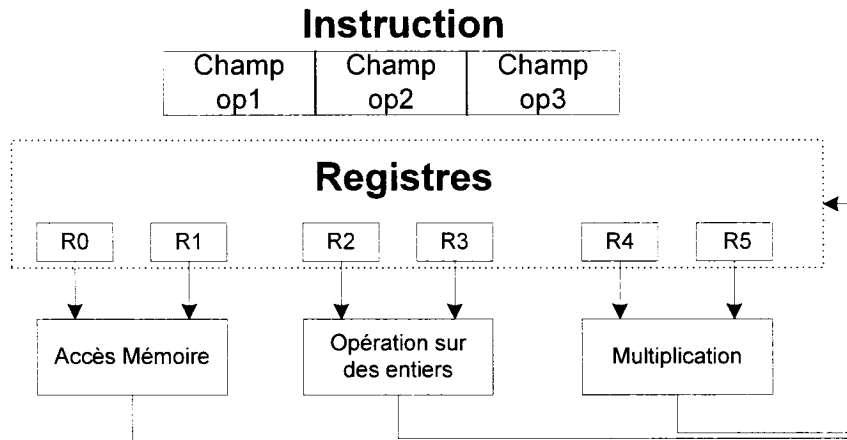 Instruction
Champ op1 Champ op2 Champ op3
Registres
R0 R1 R2 R3 R4 R5
Accès Mémoire
Opération sur des entiers
Multiplication